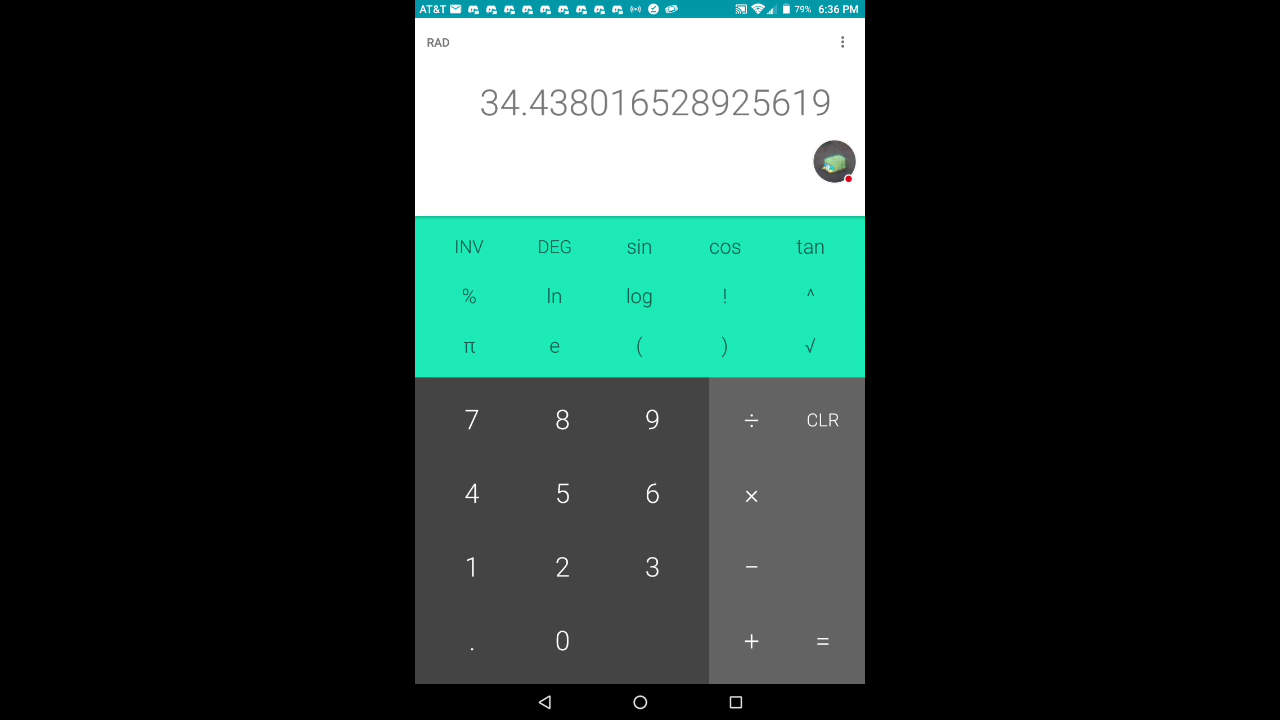 AT&T 79% 6:36 PM
RAD
34.438016528925619
INV DEG sin cos tan
% ln log ! ^
π e ( ) √
7 8 9 ÷ CLR
4 5 6 ×
1 2 3 −
. 0 + =